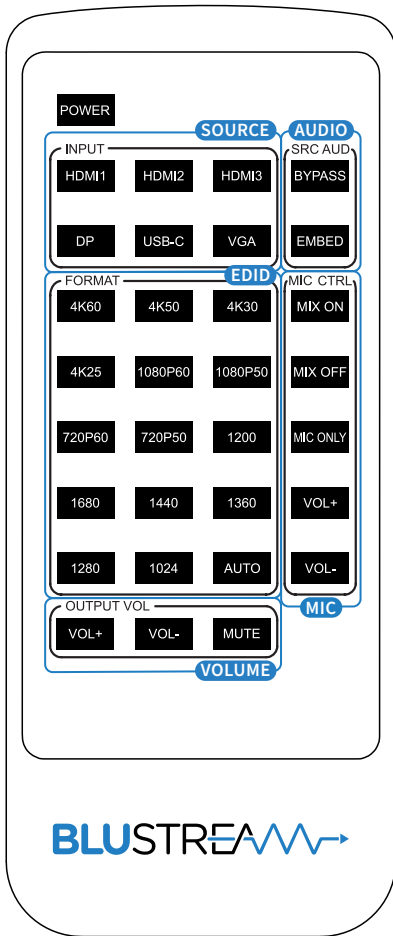 POWER
SOURCE AUDIO
INPUT SRC AUD
HDMI1 HDMI2 HDMI3 BYPASS
DP USB-C VGA EMBED
EDID
FORMAT MIC CTRL
4K60 4K50 4K30 MIX ON
4K25 1080P60 1080P50 MIX OFF
720P60 720P50 1200 MIC ONLY
1680 1440 1360 VOL+
1280 1024 AUTO VOL-
OUTPUT VOL MIC
VOL+ VOL- MUTE
VOLUME
BLUSTREAM